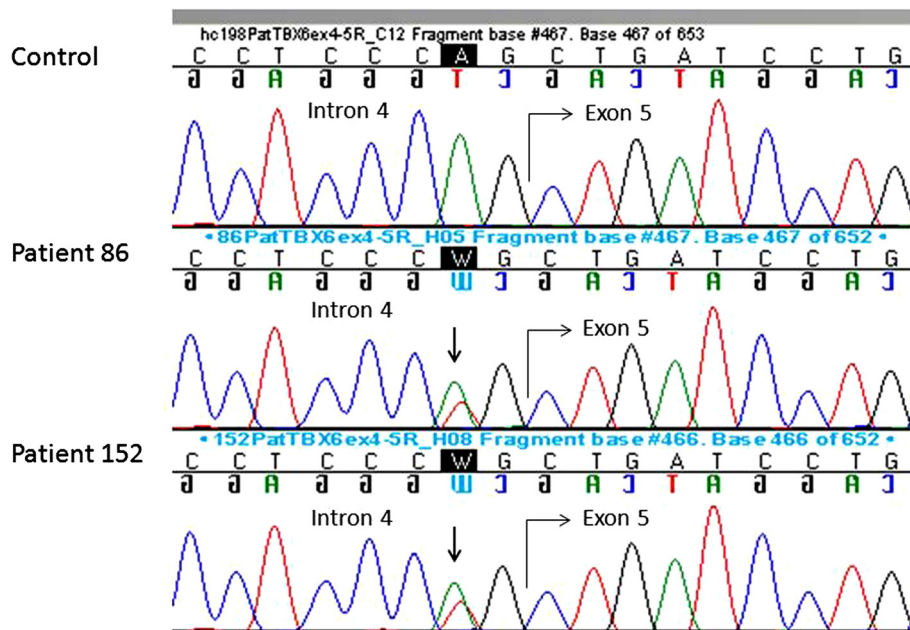 hc198PatTBX6ex4-5R_C12 Fragment base #467. Base 467 of 653
Control
C C T C C C A G C T G A T C C T G
G G A G G G T C G A C T A G G A C
Intron 4 Exon 5
• 86PatTBX6ex4-5R_H05 Fragment base #467. Base 467 of 652 •
Patient 86
C C T C C C W G C T G A T C C T G
G G A G G G W C G A C T A G G A C
Intron 4 Exon 5
• 152PatTBX6ex4-5R_H08 Fragment base #466. Base 466 of 652 •
Patient 152
C C T C C C W G C T G A T C C T G
G G A G G G W C G A C T A G G A C
Intron 4 Exon 5